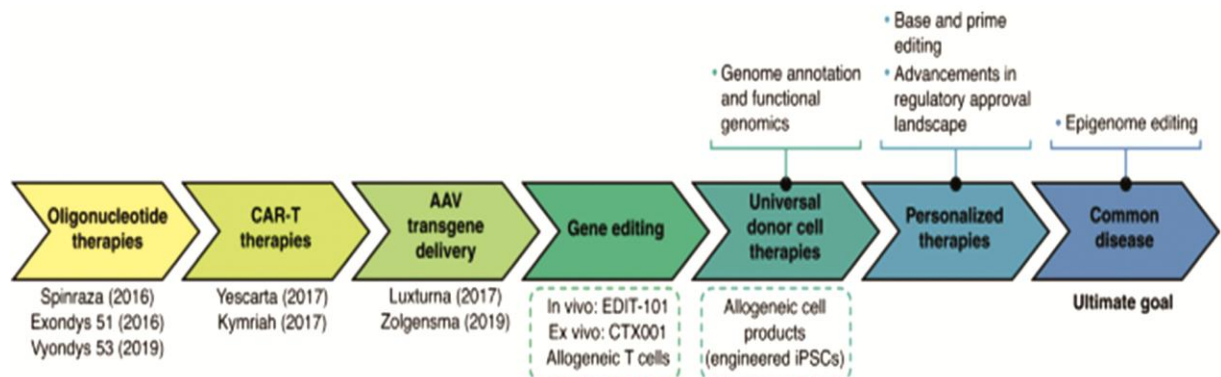 • Base and prime
editing
• Advancements in
regulatory approval
landscape
• Genome annotation
and functional
genomics
• Epigenome editing
Oligonucleotide
therapies
CAR-T
therapies
AAV
transgene
delivery
Gene editing
Universal
donor cell
therapies
Personalized
therapies
Common
disease
Spinraza (2016)
Exondys 51 (2016)
Vyondys 53 (2019)
Yescarta (2017)
Kymriah (2017)
Luxturna (2017)
Zolgensma (2019)
In vivo: EDIT-101
Ex vivo: CTX001
Allogeneic T cells
Allogeneic cell
products
(engineered iPSCs)
Ultimate goal